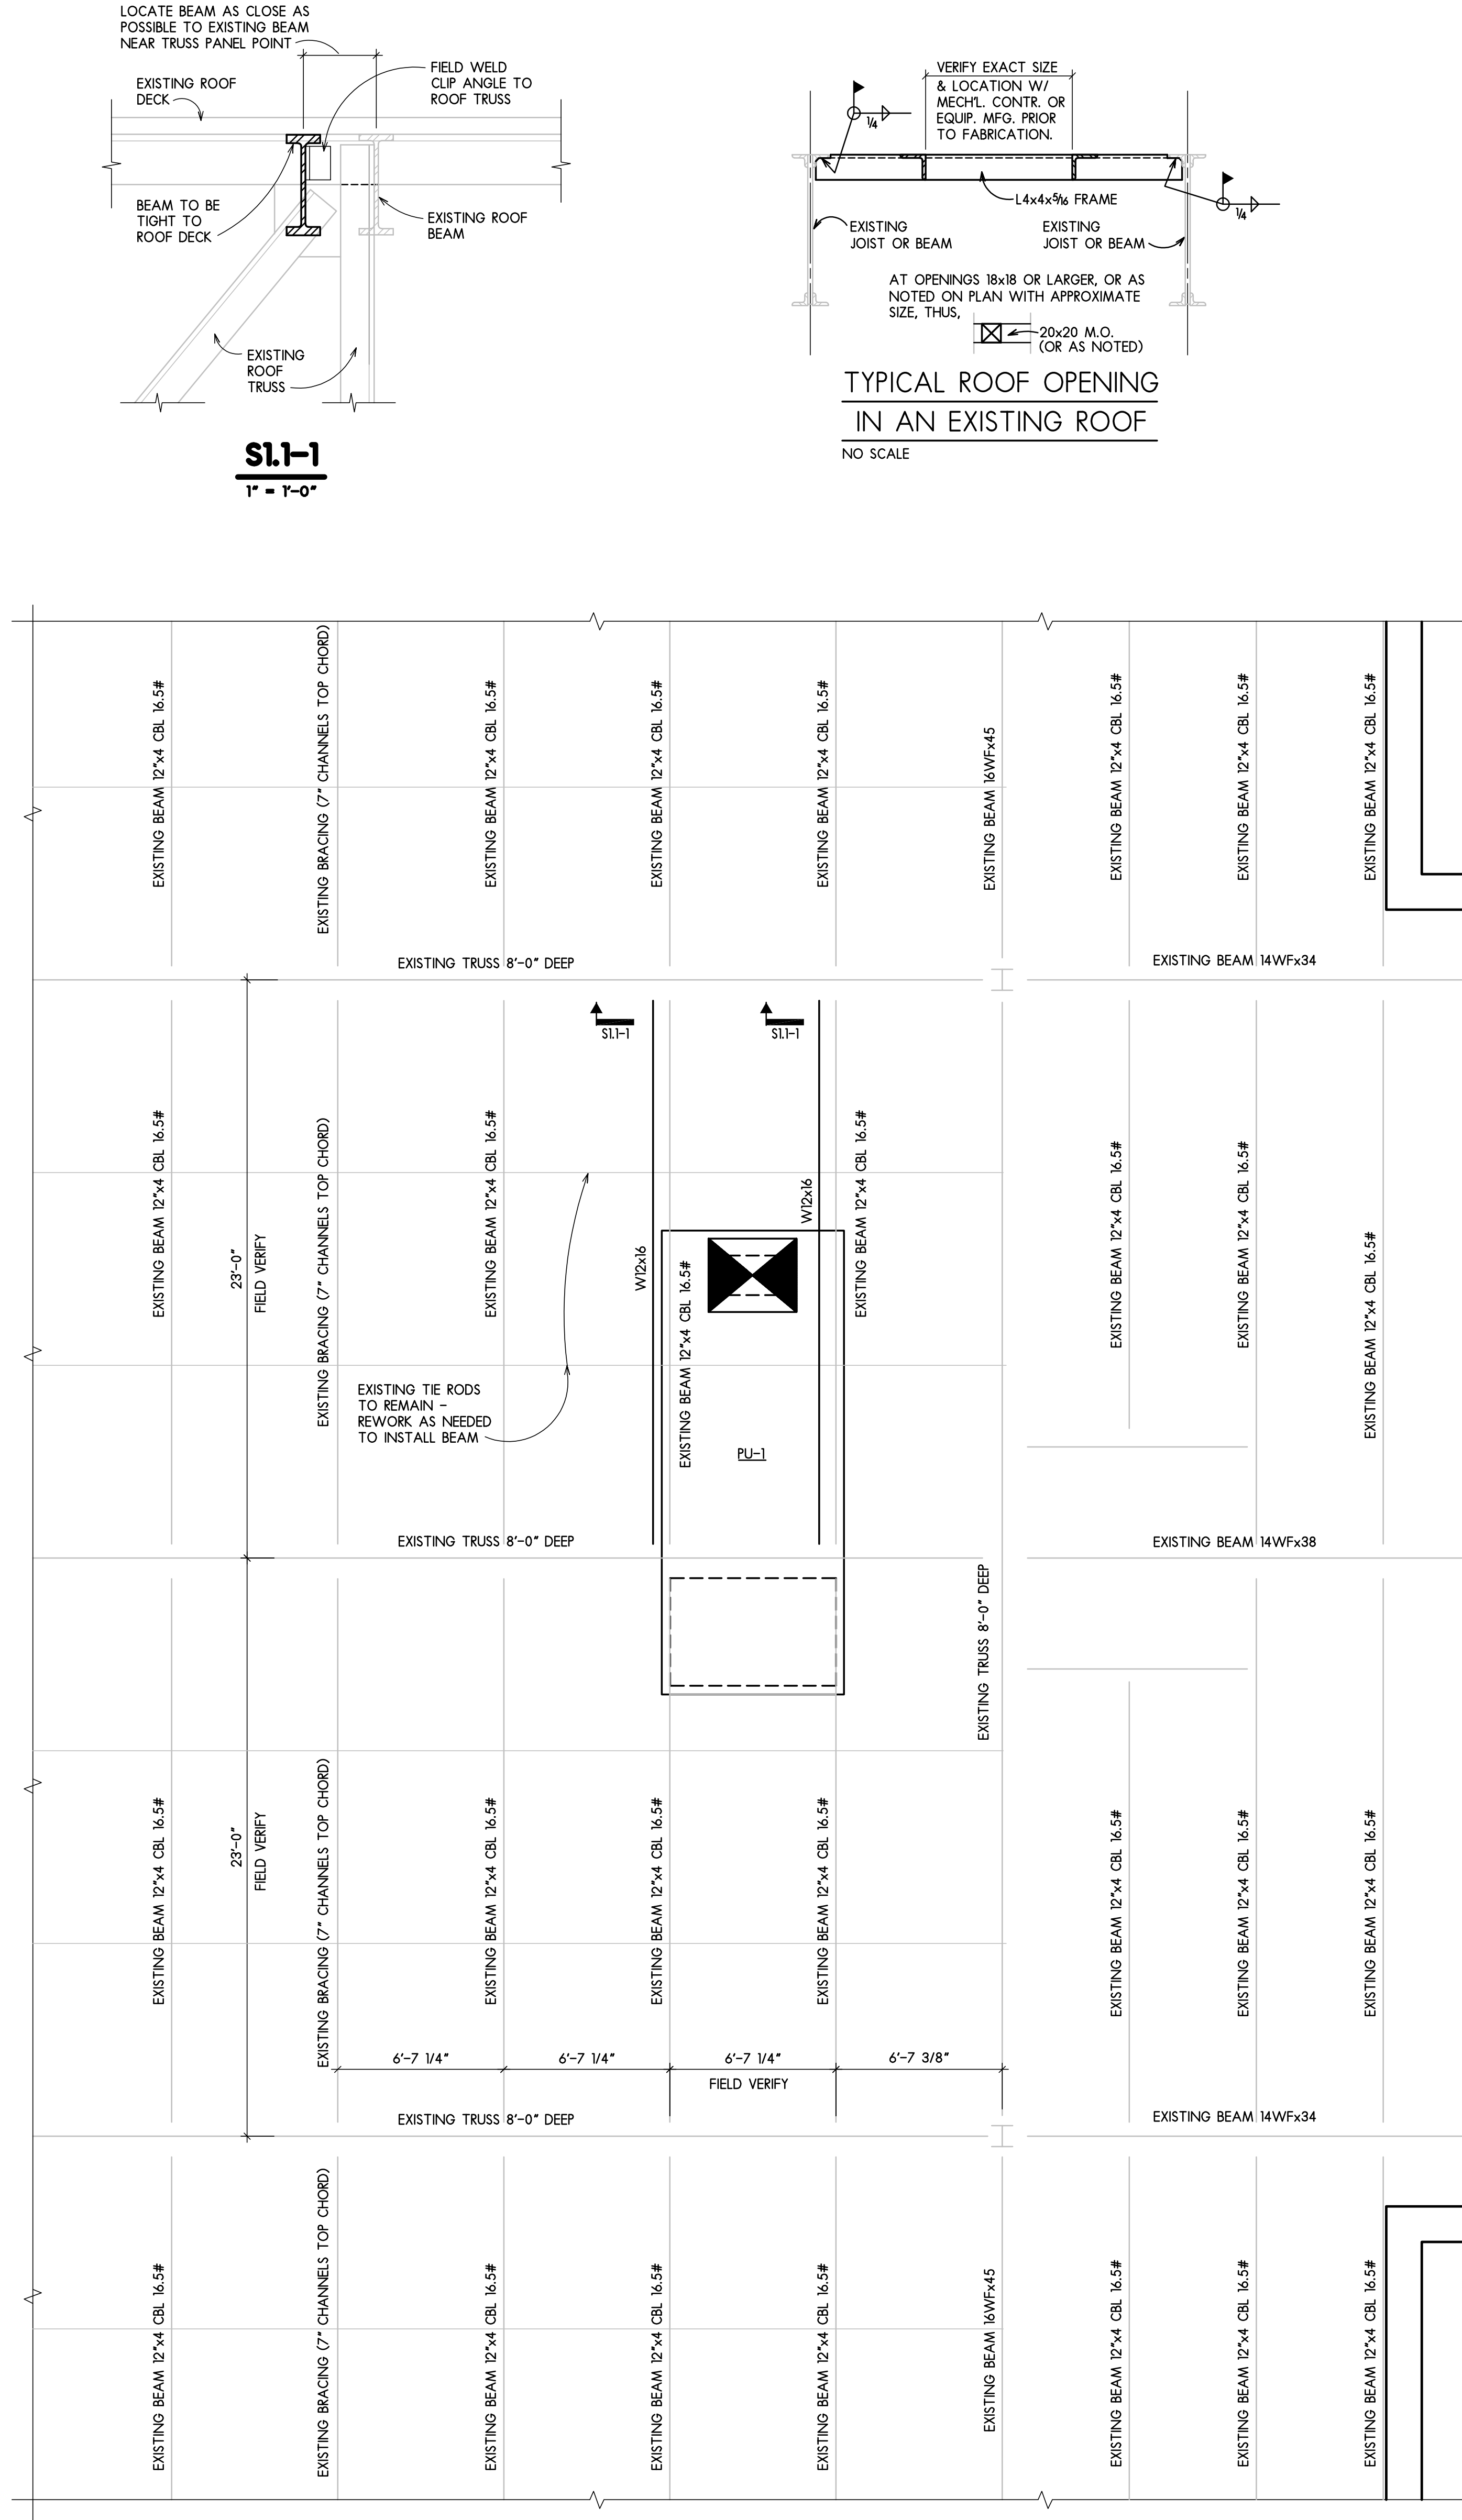 LOCATE BEAM AS CLOSE AS
POSSIBLE TO EXISTING BEAM
NEAR TRUSS PANEL POINT
EXISTING ROOF
DECK
FIELD WELD
CLIP ANGLE TO
ROOF TRUSS
BEAM TO BE
TIGHT TO
ROOF DECK
EXISTING ROOF
BEAM
EXISTING
ROOF
TRUSS
S1.1-1
1" = 1'-0"
VERIFY EXACT SIZE
& LOCATION W/
MECH'L. CONTR. OR
EQUIP. MFG. PRIOR
TO FABRICATION.
1/4
L4x4x5/16 FRAME
1/4
EXISTING
JOIST OR BEAM
EXISTING
JOIST OR BEAM
AT OPENINGS 18x18 OR LARGER, OR AS
NOTED ON PLAN WITH APPROXIMATE
SIZE, THUS,
20x20 M.O.
(OR AS NOTED)
TYPICAL ROOF OPENING
IN AN EXISTING ROOF
NO SCALE
EXISTING BEAM 12"x4 CBL 16.5#
EXISTING BRACING (7" CHANNELS TOP CHORD)
EXISTING BEAM 12"x4 CBL 16.5#
EXISTING BEAM 12"x4 CBL 16.5#
EXISTING BEAM 12"x4 CBL 16.5#
EXISTING BEAM 16WFx45
EXISTING BEAM 12"x4 CBL 16.5#
EXISTING BEAM 12"x4 CBL 16.5#
EXISTING BEAM 12"x4 CBL 16.5#
EXISTING TRUSS 8'-0" DEEP
EXISTING BEAM 14WFx34
S1.1-1
S1.1-1
EXISTING BEAM 12"x4 CBL 16.5#
23'-0"
FIELD VERIFY
EXISTING BRACING (7" CHANNELS TOP CHORD)
EXISTING BEAM 12"x4 CBL 16.5#
W12x16
EXISTING BEAM 12"x4 CBL 16.5#
W12x16
EXISTING BEAM 12"x4 CBL 16.5#
EXISTING BEAM 12"x4 CBL 16.5#
EXISTING BEAM 12"x4 CBL 16.5#
EXISTING BEAM 12"x4 CBL 16.5#
EXISTING TIE RODS
TO REMAIN -
REWORK AS NEEDED
TO INSTALL BEAM
PU-1
EXISTING TRUSS 8'-0" DEEP
EXISTING BEAM 14WFx38
EXISTING TRUSS 8'-0" DEEP
EXISTING BEAM 12"x4 CBL 16.5#
23'-0"
FIELD VERIFY
EXISTING BRACING (7" CHANNELS TOP CHORD)
EXISTING BEAM 12"x4 CBL 16.5#
EXISTING BEAM 12"x4 CBL 16.5#
EXISTING BEAM 12"x4 CBL 16.5#
EXISTING BEAM 12"x4 CBL 16.5#
EXISTING BEAM 12"x4 CBL 16.5#
EXISTING BEAM 12"x4 CBL 16.5#
6'-7 1/4"
6'-7 1/4"
6'-7 1/4"
6'-7 3/8"
FIELD VERIFY
EXISTING TRUSS 8'-0" DEEP
EXISTING BEAM 14WFx34
EXISTING BEAM 12"x4 CBL 16.5#
EXISTING BRACING (7" CHANNELS TOP CHORD)
EXISTING BEAM 12"x4 CBL 16.5#
EXISTING BEAM 12"x4 CBL 16.5#
EXISTING BEAM 12"x4 CBL 16.5#
EXISTING BEAM 16WFx45
EXISTING BEAM 12"x4 CBL 16.5#
EXISTING BEAM 12"x4 CBL 16.5#
EXISTING BEAM 12"x4 CBL 16.5#